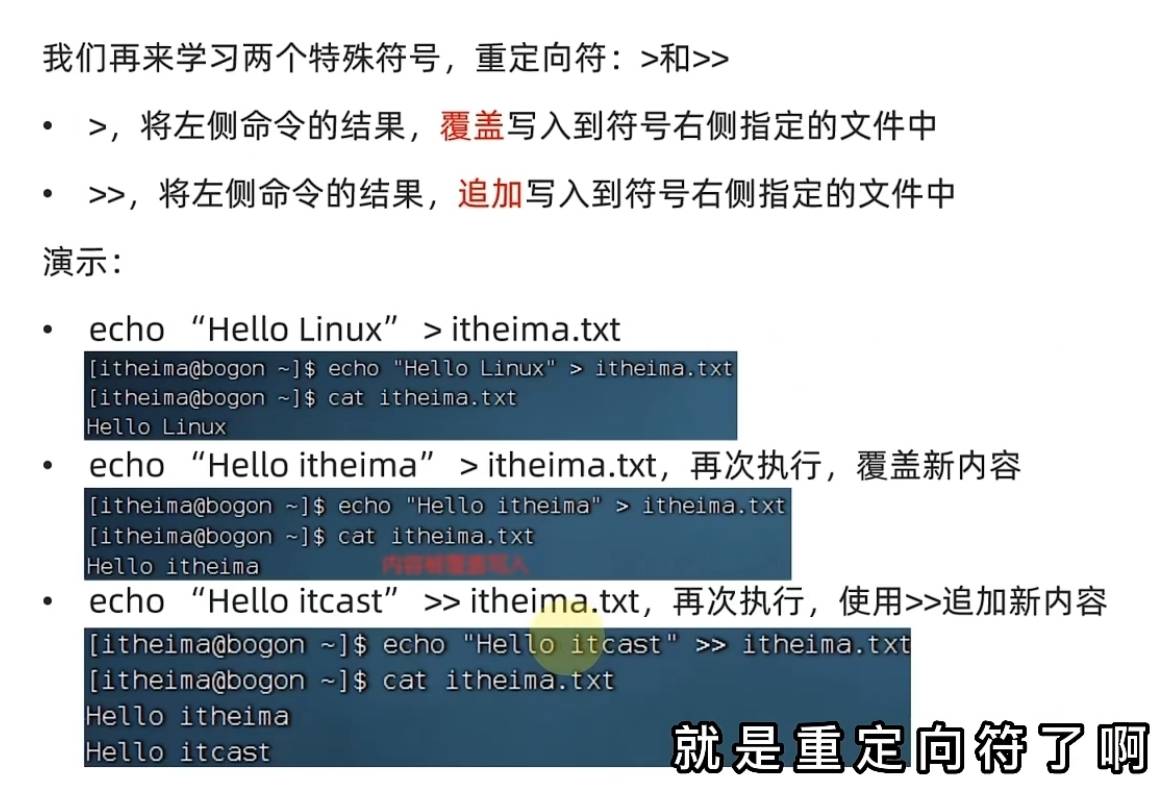 我们再来学习两个特殊符号，重定向符：>和>>
• >，将左侧命令的结果，覆盖写入到符号右侧指定的文件中
• >>，将左侧命令的结果，追加写入到符号右侧指定的文件中
演示：
• echo “Hello Linux” > itheima.txt
[itheima@bogon ~]$ echo "Hello Linux" > itheima.txt
[itheima@bogon ~]$ cat itheima.txt
Hello Linux
• echo “Hello itheima” > itheima.txt，再次执行，覆盖新内容
[itheima@bogon ~]$ echo "Hello itheima" > itheima.txt
[itheima@bogon ~]$ cat itheima.txt
Hello itheima 内容被覆盖写入
• echo “Hello itcast” >> itheima.txt，再次执行，使用>>追加新内容
[itheima@bogon ~]$ echo "Hello itcast" >> itheima.txt
[itheima@bogon ~]$ cat itheima.txt
Hello itheima
Hello itcast
就是重定向符了啊